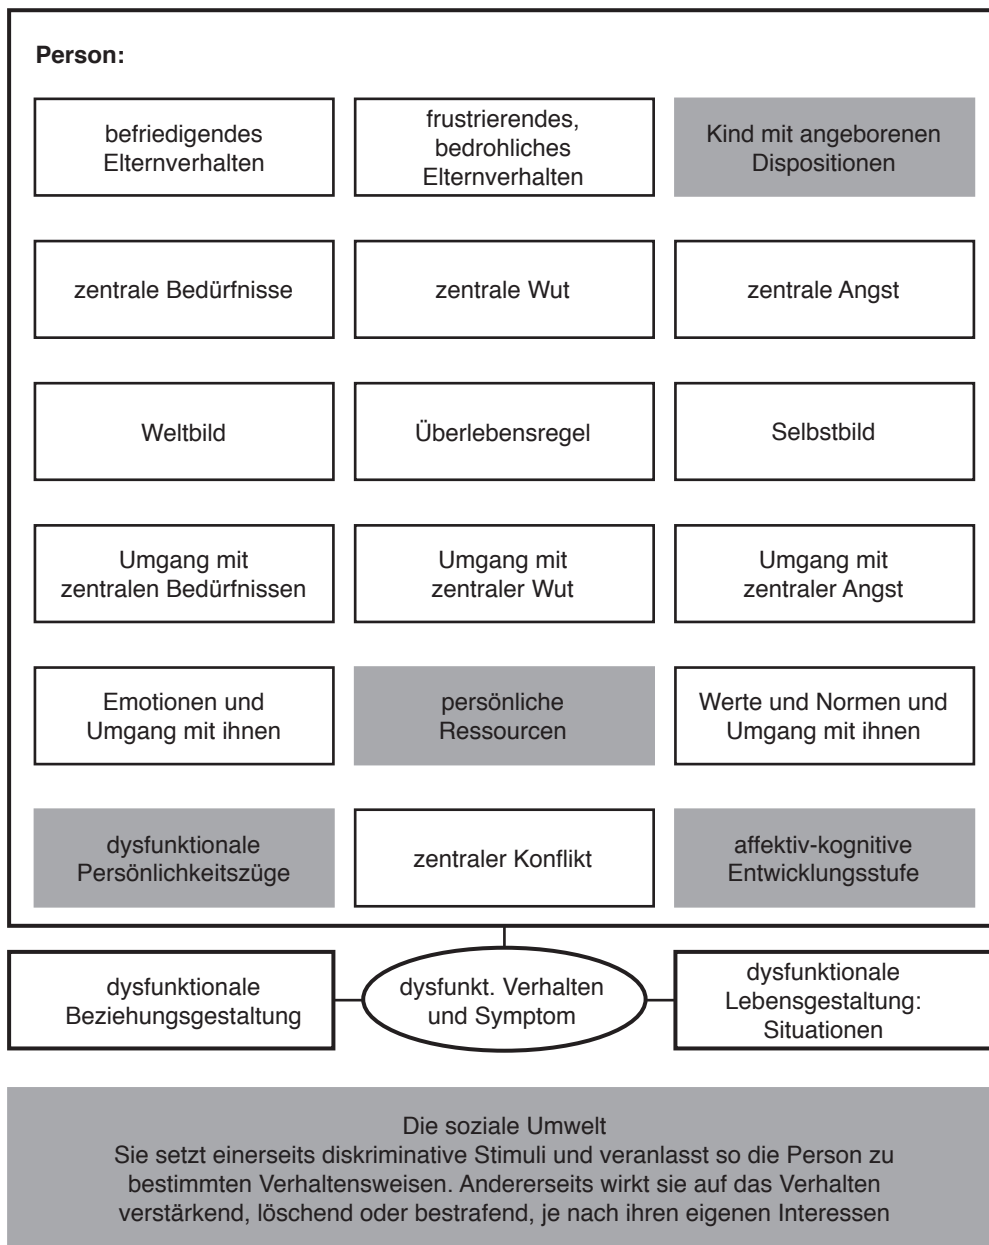 Person:
befriedigendes
Elternverhalten
frustrierendes,
bedrohliches
Elternverhalten
Kind mit angeborenen
Dispositionen
zentrale Bedürfnisse
zentrale Wut
zentrale Angst
Weltbild
Überlebensregel
Selbstbild
Umgang mit
zentralen Bedürfnissen
Umgang mit
zentraler Wut
Umgang mit
zentraler Angst
Emotionen und
Umgang mit ihnen
persönliche
Ressourcen
Werte und Normen und
Umgang mit ihnen
dysfunktionale
Persönlichkeitszüge
zentraler Konflikt
affektiv-kognitive
Entwicklungsstufe
dysfunktionale
Beziehungsgestaltung
dysfunkt. Verhalten
und Symptom
dysfunktionale
Lebensgestaltung:
Situationen
Die soziale Umwelt
Sie setzt einerseits diskriminative Stimuli und veranlasst so die Person zu
bestimmten Verhaltensweisen. Andererseits wirkt sie auf das Verhalten
verstärkend, löschend oder bestrafend, je nach ihren eigenen Interessen